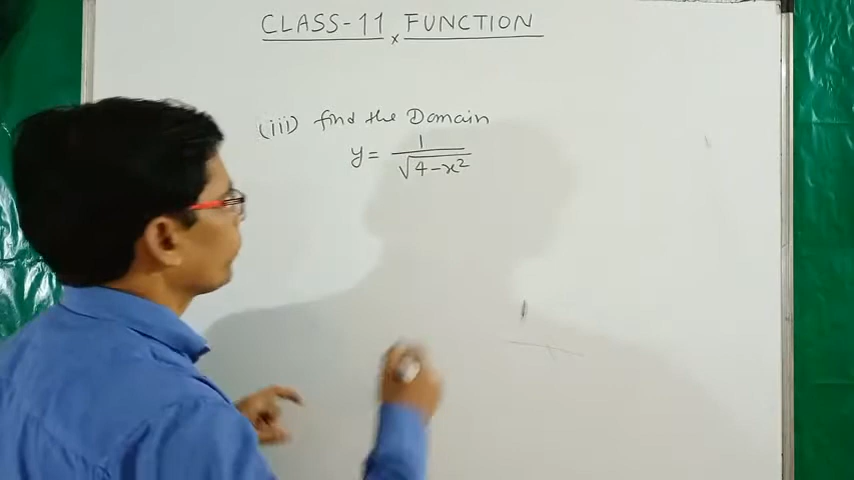 CLASS-11 × FUNCTION
(iii) find the Domain
y = 1/√(4-x²)